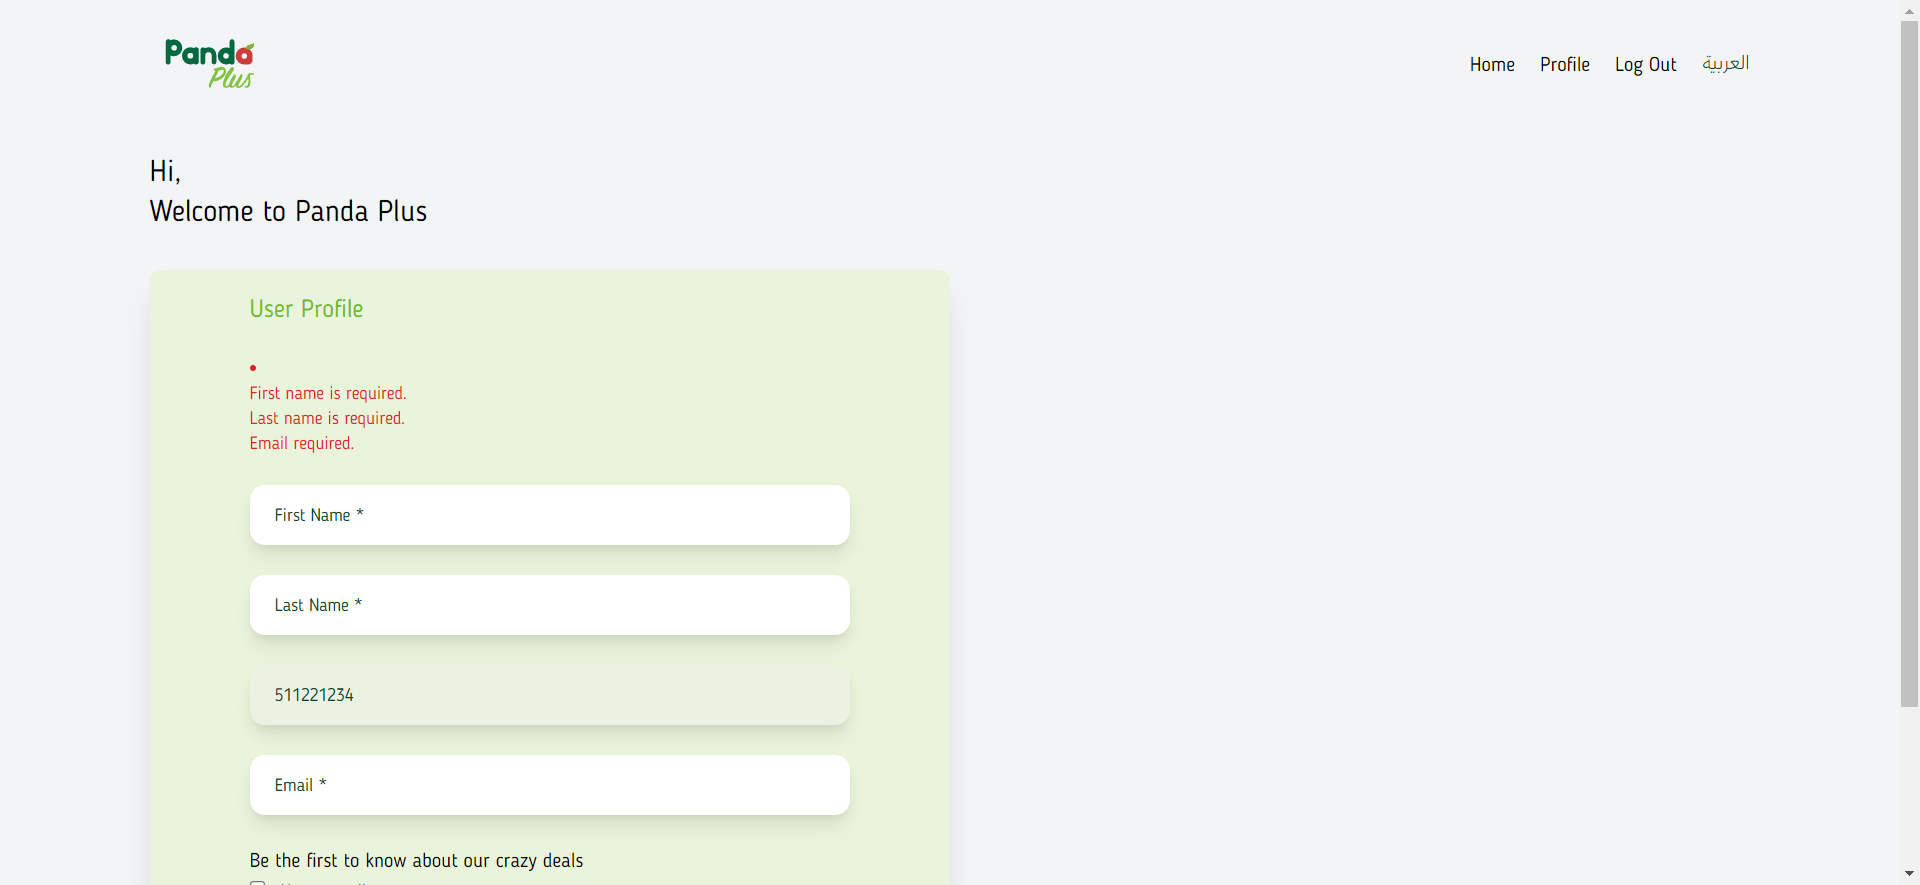 Panda
Plus
Home
Profile
Log Out
العربية
Hi,
Welcome to Panda Plus
User Profile
First name is required.
Last name is required.
Email required.
First Name *
Last Name *
511221234
Email *
Be the first to know about our crazy deals